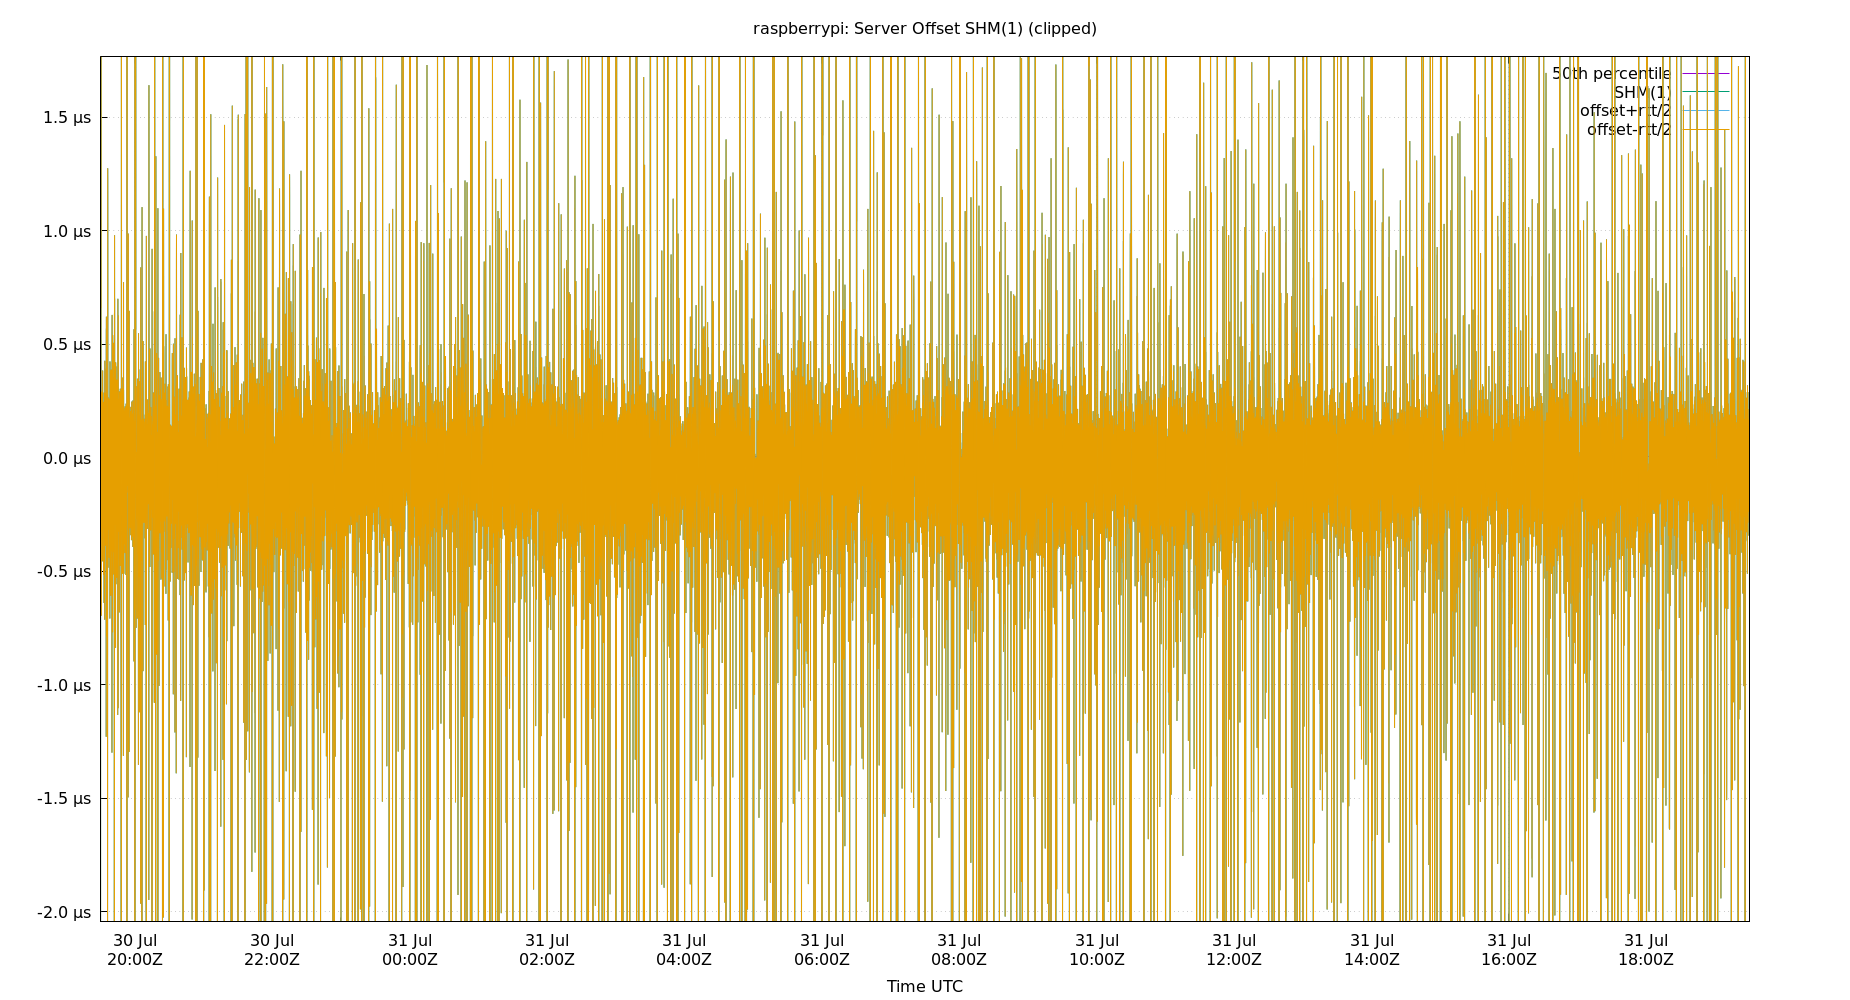 raspberrypi: Server Offset SHM(1) (clipped)
50th percentile
SHM(1)
offset+rtt/2
offset-rtt/2
1.5 µs
1.0 µs
0.5 µs
0.0 µs
-0.5 µs
-1.0 µs
-1.5 µs
-2.0 µs
30 Jul 30 Jul 31 Jul 31 Jul 31 Jul 31 Jul 31 Jul 31 Jul 31 Jul 31 Jul 31 Jul 31 Jul
20:00Z 22:00Z 00:00Z 02:00Z 04:00Z 06:00Z 08:00Z 10:00Z 12:00Z 14:00Z 16:00Z 18:00Z
Time UTC